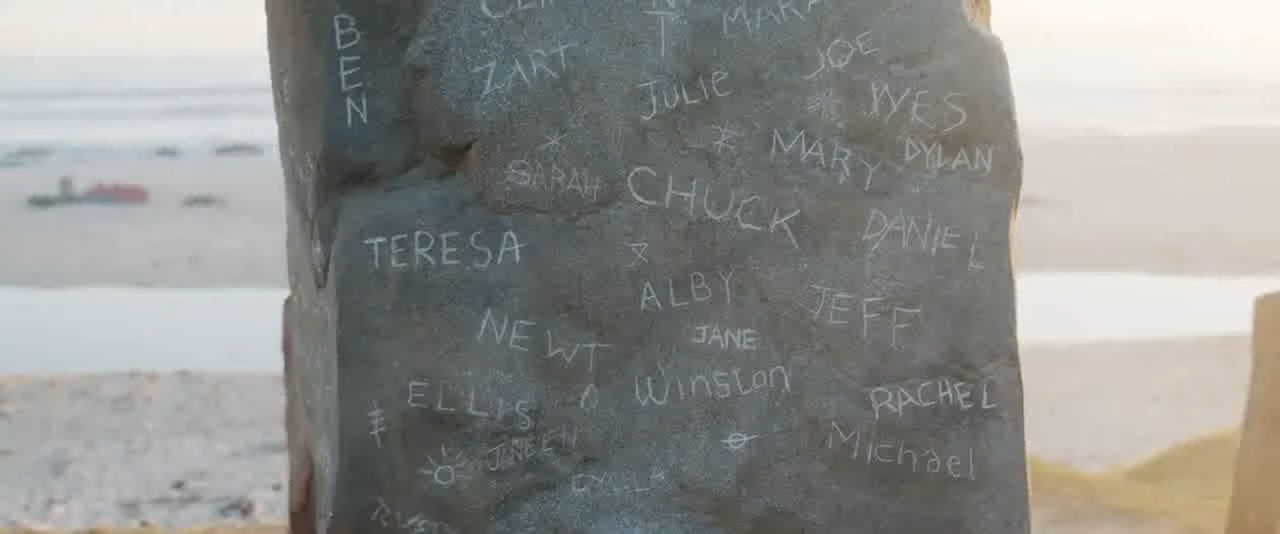 BEN
ZART
JOE
JULIE
WES
MARY
DYLAN
SARAH
CHUCK
TERESA
DANIEL
ALBY
JEFF
NEWT
JANE
Winston
ELLIS
RACHEL
Michael